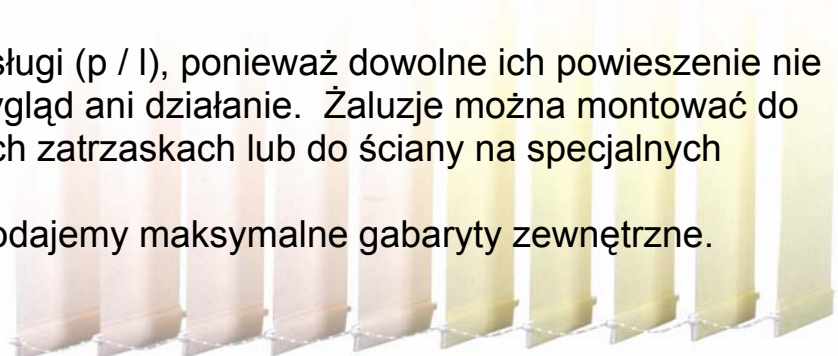 sługi (p / l), ponieważ dowolne ich powieszenie nie
ygląd ani działanie.  Żaluzje można montować do
ch zatrzaskach lub do ściany na specjalnych
odajemy maksymalne gabaryty zewnętrzne.